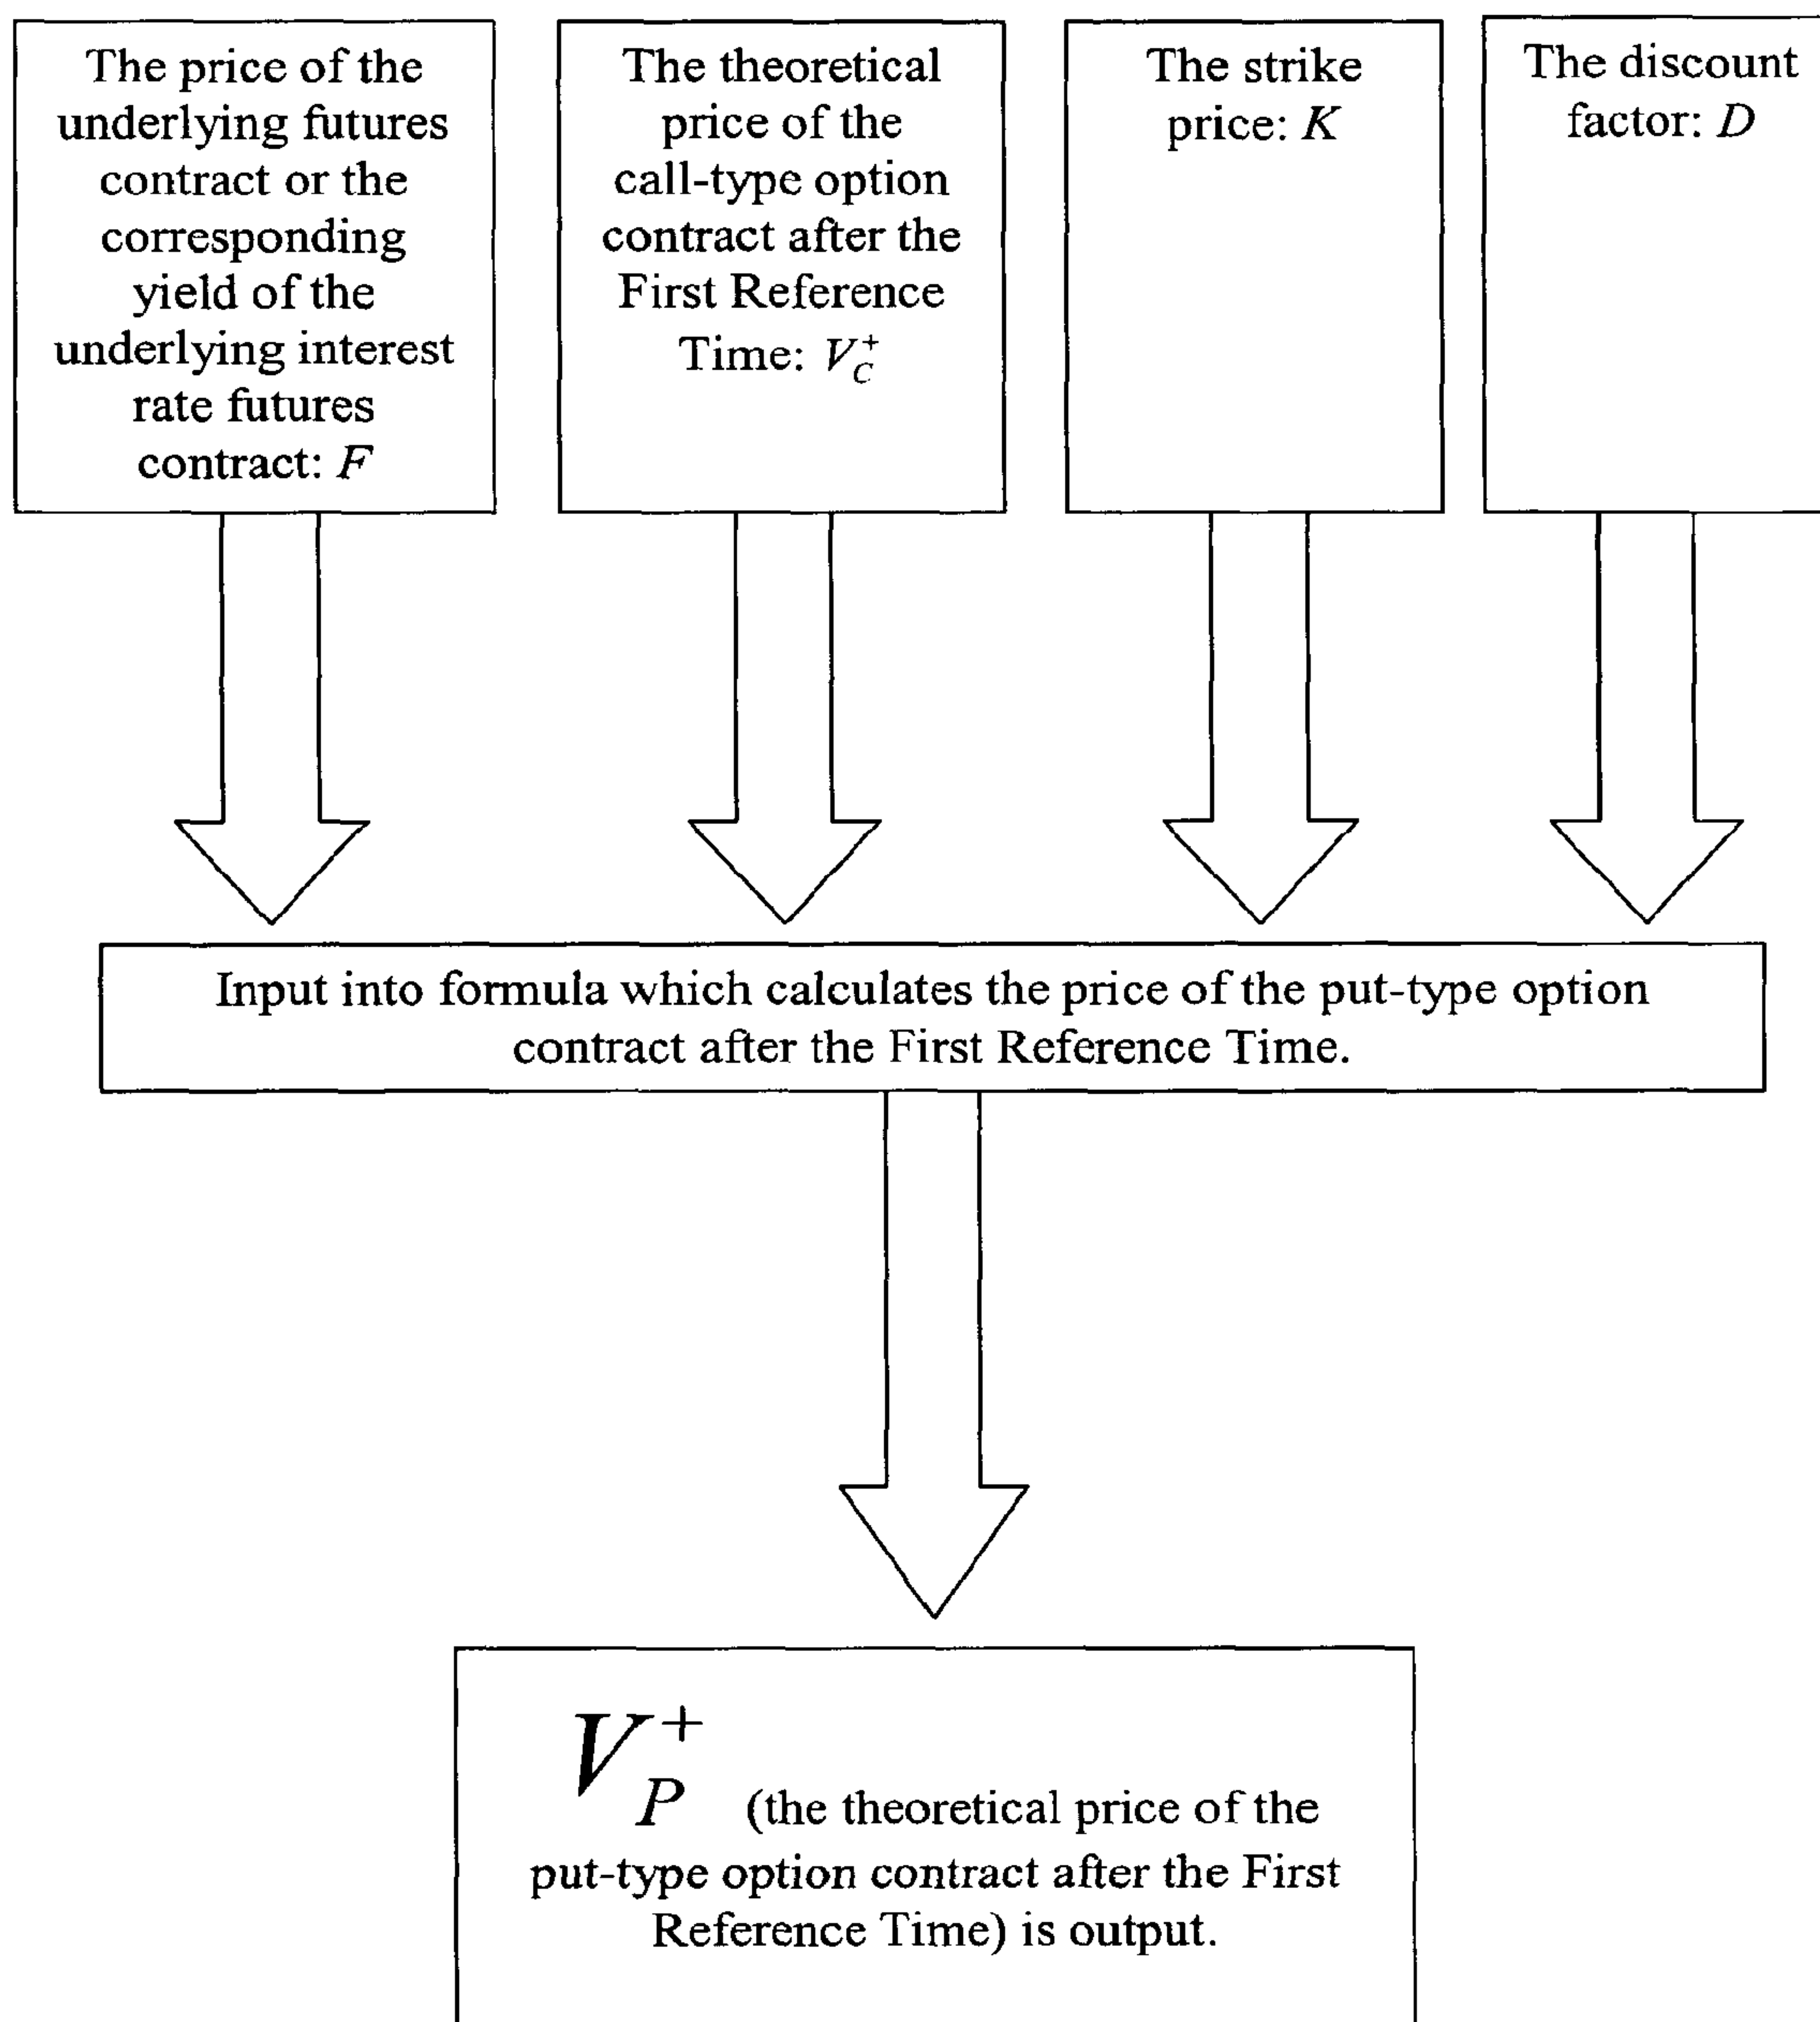 The price of the
underlying futures
contract or the
corresponding
yield of the
underlying interest
rate futures
contract: F
The theoretical
price of the
call-type option
contract after the
First Reference
Time: V_C^+
The strike
price: K
The discount
factor: D
Input into formula which calculates the price of the put-type option
contract after the First Reference Time.
V_P^+ (the theoretical price of the
put-type option contract after the First
Reference Time) is output.